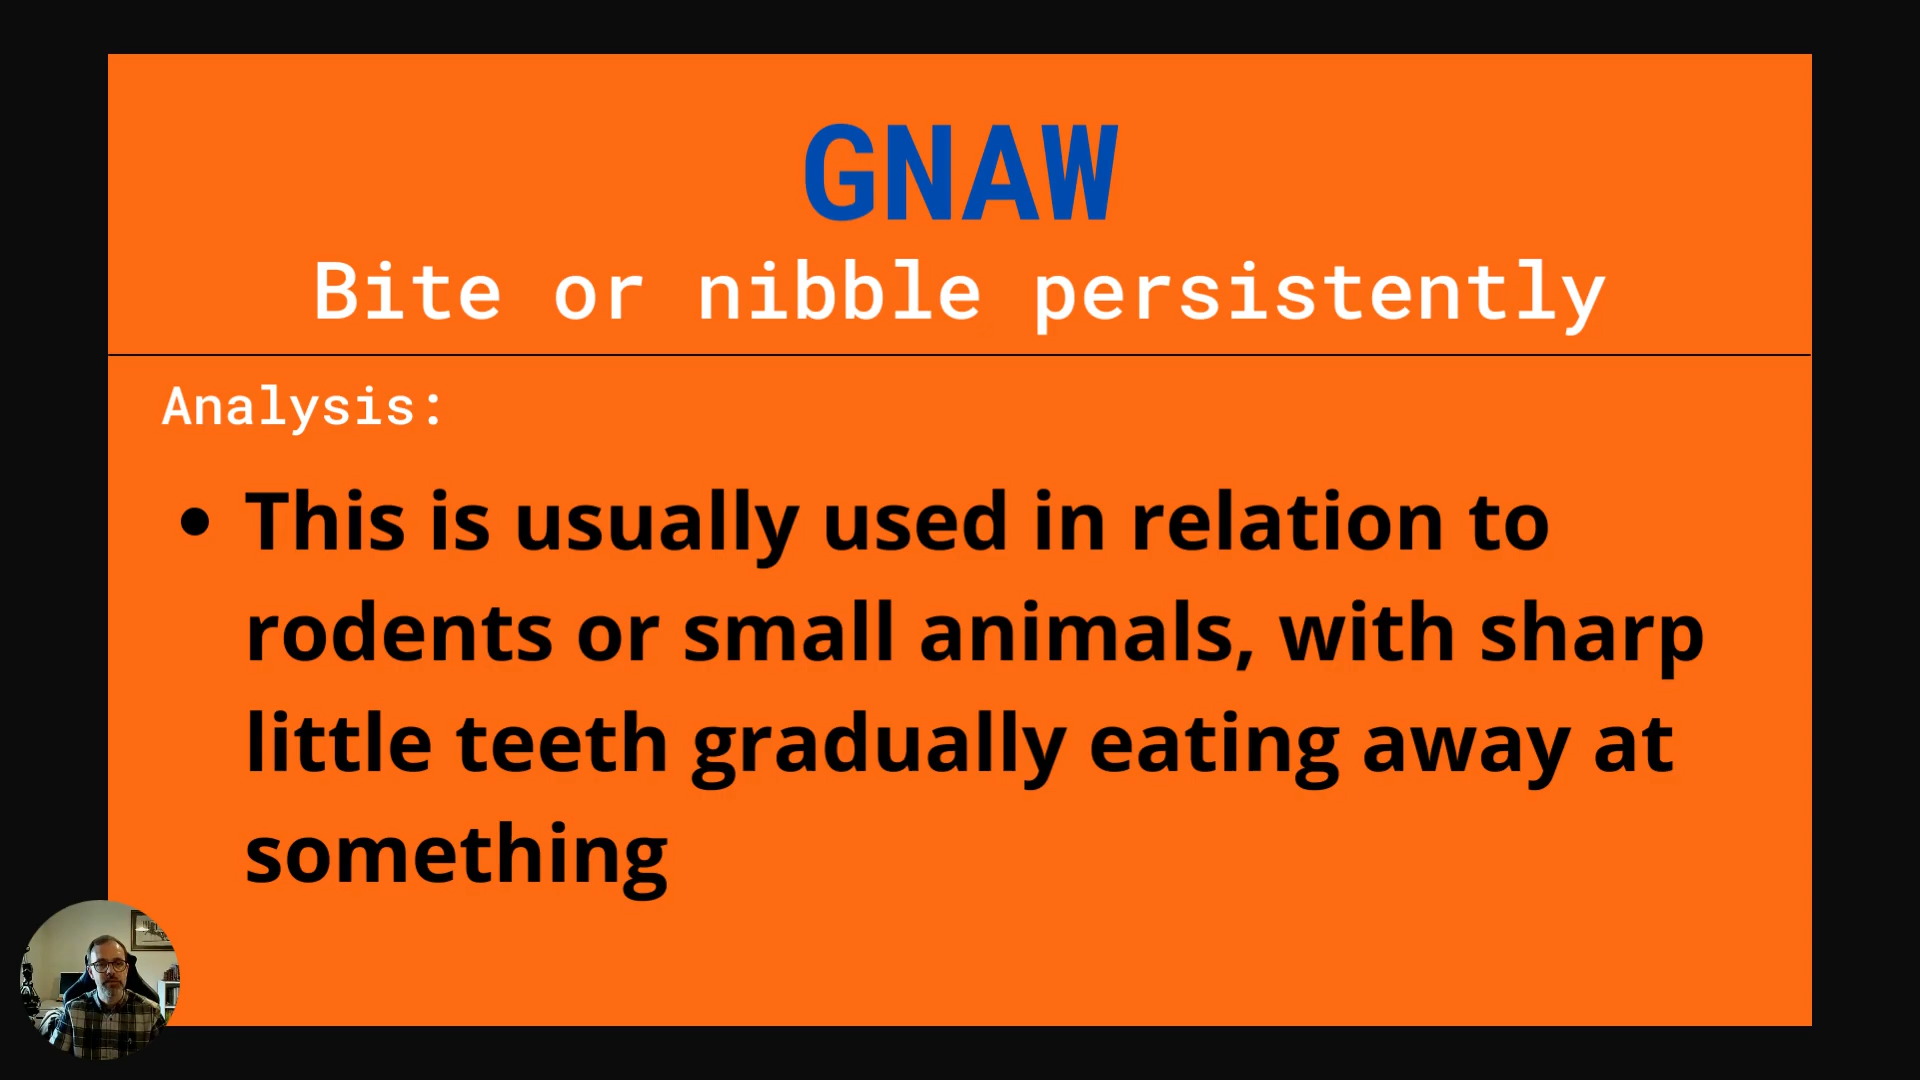 GNAW
Bite or nibble persistently
Analysis:
• This is usually used in relation to
rodents or small animals, with sharp
little teeth gradually eating away at
something